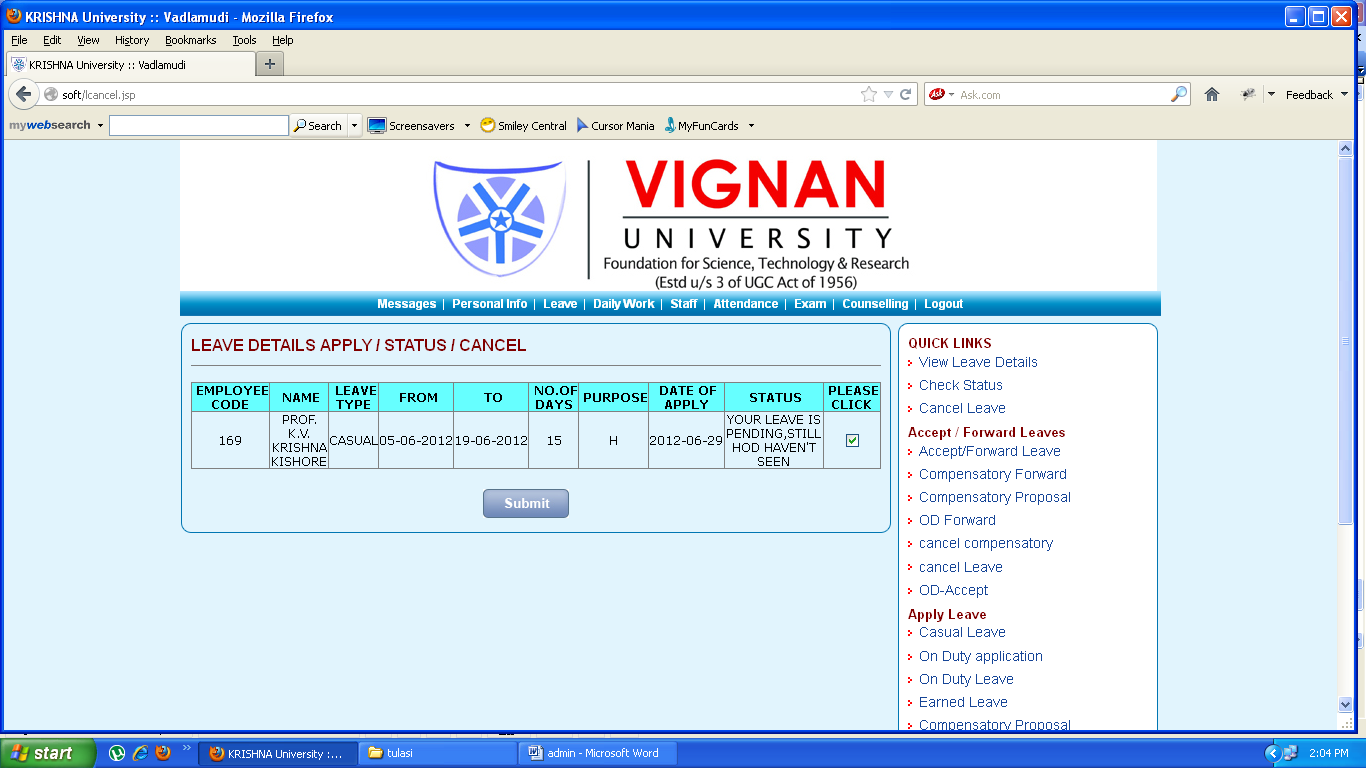 KRISHNA University :: Vadlamudi - Mozilla Firefox
File Edit View History Bookmarks Tools Help
KRISHNA University :: Vadlamudi
soft/lcancel.jsp
Ask Ask.com
Feedback
mywebsearch Search Screensavers Smiley Central Cursor Mania MyFunCards
VIGNAN
UNIVERSITY
Foundation for Science, Technology & Research
(Estd u/s 3 of UGC Act of 1956)
Messages | Personal Info | Leave | Daily Work | Staff | Attendance | Exam | Counselling | Logout
LEAVE DETAILS APPLY / STATUS / CANCEL
EMPLOYEE CODE NAME LEAVE TYPE FROM TO NO.OF DAYS PURPOSE DATE OF APPLY STATUS PLEASE CLICK
169 PROF. K.V. KRISHNA KISHORE CASUAL 05-06-2012 19-06-2012 15 H 2012-06-29 YOUR LEAVE IS PENDING,STILL HOD HAVEN'T SEEN
Submit
QUICK LINKS
View Leave Details
Check Status
Cancel Leave
Accept / Forward Leaves
Accept/Forward Leave
Compensatory Forward
Compensatory Proposal
OD Forward
cancel compensatory
cancel Leave
OD-Accept
Apply Leave
Casual Leave
On Duty application
On Duty Leave
Earned Leave
Compensatory Proposal
start KRISHNA University :... tulasi admin - Microsoft Word 2:04 PM